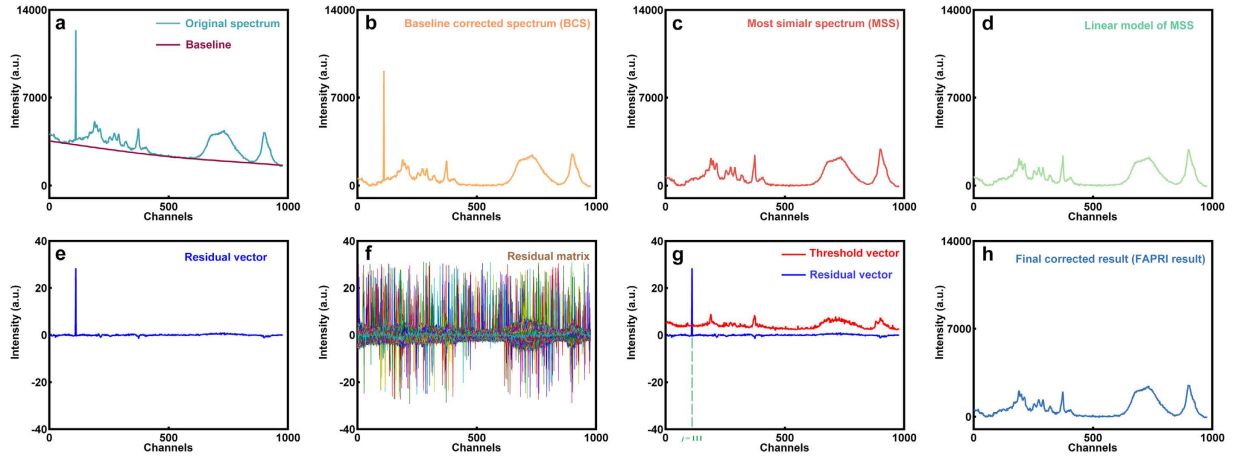 a
Original spectrum
Baseline
Intensity (a.u.)
14000
7000
0
0
500
1000
Channels
b
Baseline corrected spectrum (BCS)
Intensity (a.u.)
14000
7000
0
0
500
1000
Channels
c
Most simialr spectrum (MSS)
Intensity (a.u.)
14000
7000
0
0
500
1000
Channels
d
Linear model of MSS
Intensity (a.u.)
14000
7000
0
0
500
1000
Channels
e
Residual vector
Intensity (a.u.)
40
20
0
-20
-40
0
500
1000
Channels
f
Residual matrix
Intensity (a.u.)
40
20
0
-20
-40
0
500
1000
Channels
g
Threshold vector
Residual vector
Intensity (a.u.)
40
20
0
-20
-40
0
j = 111
500
1000
Channels
h
Final corrected result (FAPRI result)
Intensity (a.u.)
14000
7000
0
0
500
1000
Channels